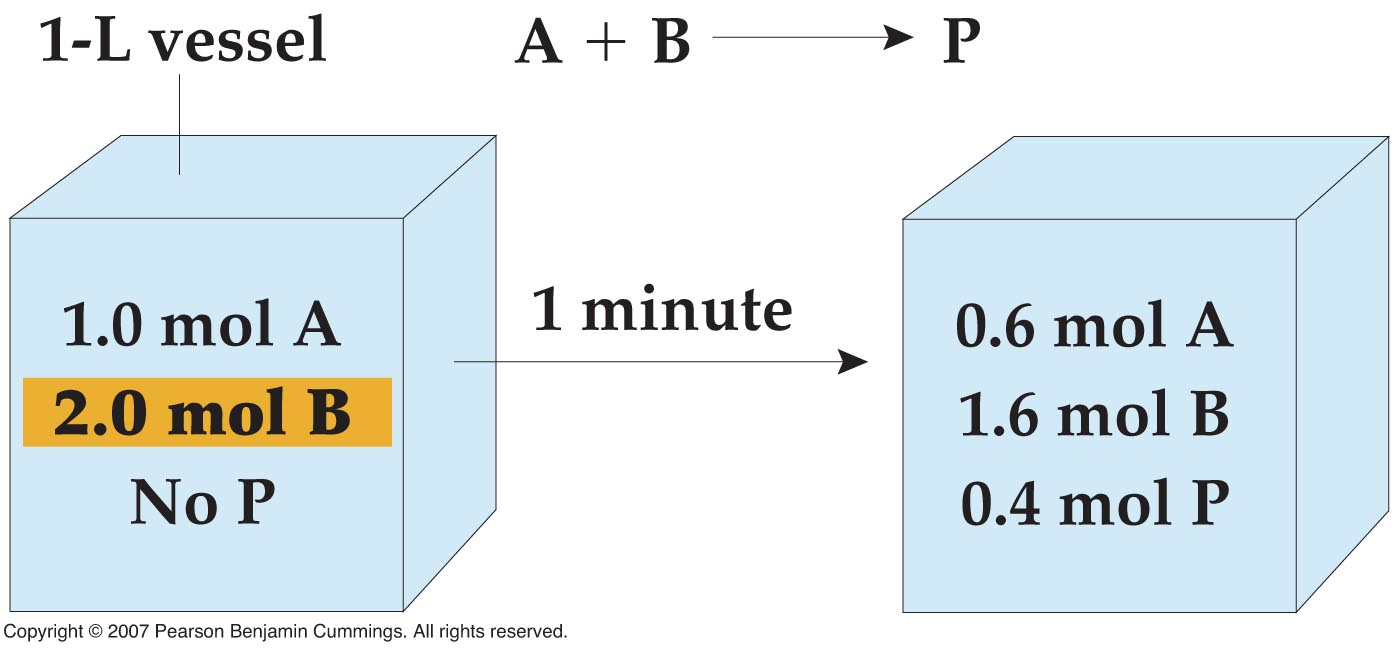 1-L vessel
A + B → P
1.0 mol A
2.0 mol B
No P
1 minute
0.6 mol A
1.6 mol B
0.4 mol P
Copyright © 2007 Pearson Benjamin Cummings. All rights reserved.